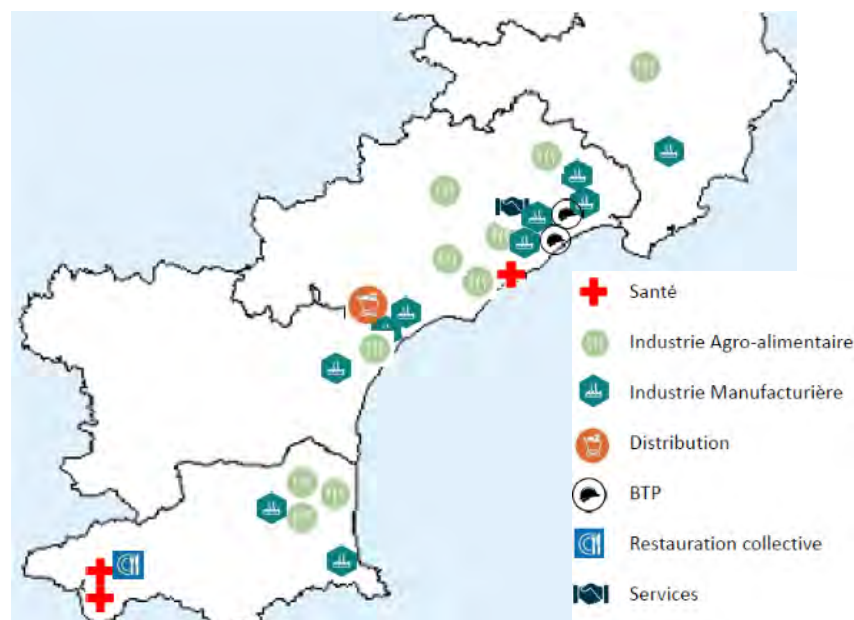 Santé
Industrie Agro-alimentaire
Industrie Manufacturière
Distribution
BTP
Restauration collective
Services